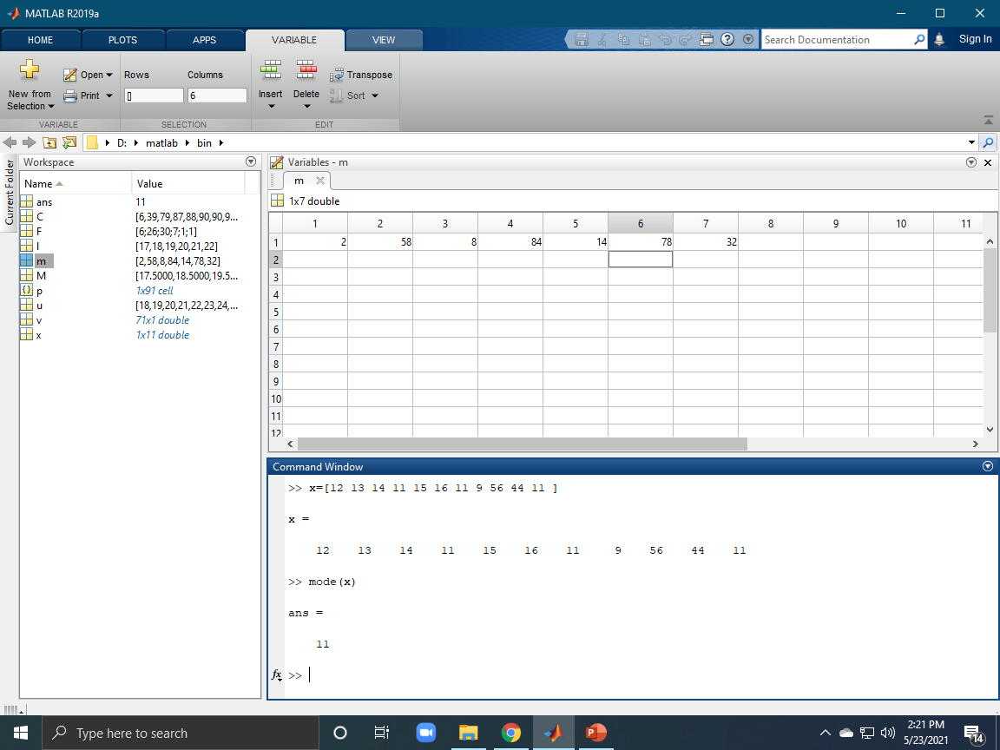 MATLAB R2019a
HOME PLOTS APPS VARIABLE VIEW
Search Documentation
Sign In
New from
Selection
Open
Print
Rows
[]
Columns
6
Insert
Delete
Transpose
Sort
VARIABLE SELECTION EDIT
D: matlab bin
Current Folder
Workspace
Name Value
ans 11
C [6,39,79,87,88,90,90,9...
F [6;26;30;7;1;1]
I [17,18,19,20,21,22]
m [2,58,8,84,14,78,32]
M [17.5000,18.5000,19.5...
p 1x91 cell
u [18,19,20,21,22,23,24,...
v 71x1 double
x 1x11 double
Variables - m
m
1x7 double
1 2 3 4 5 6 7 8 9 10 11
1 2 58 8 84 14 78 32
2
3
4
5
6
7
8
9
10
11
12
Command Window
>> x=[12 13 14 11 15 16 11 9 56 44 11 ]
x =
12 13 14 11 15 16 11 9 56 44 11
>> mode(x)
ans =
11
fx >>
Type here to search
2:21 PM
5/23/2021
14